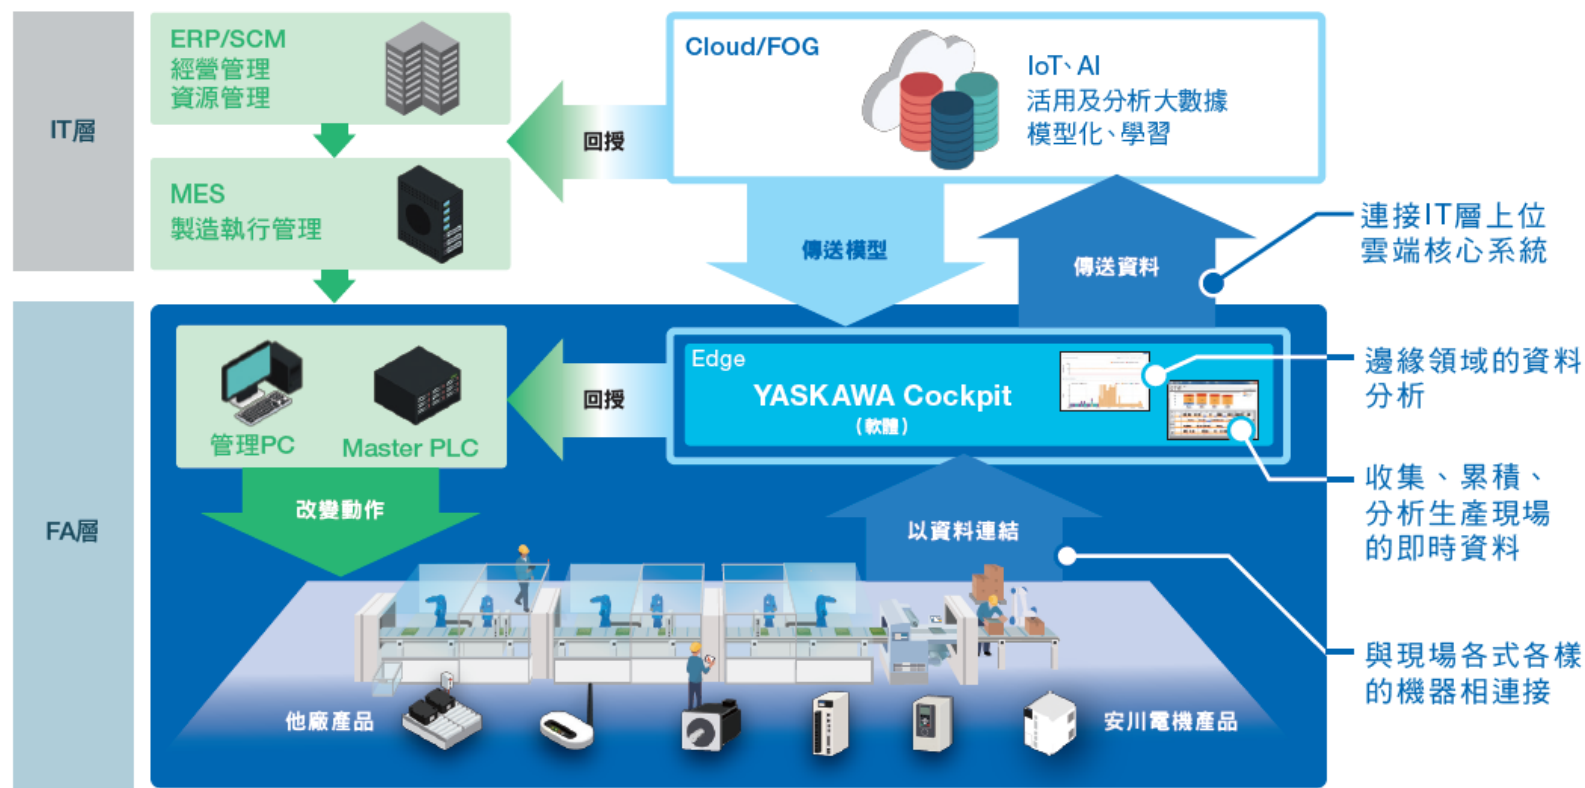 IT層
ERP/SCM
經營管理
資源管理
MES
製造執行管理
回授
Cloud/FOG
IoT、AI
活用及分析大數據
模型化、學習
傳送模型
傳送資料
連接IT層上位
雲端核心系統
FA層
管理PC
Master PLC
回授
Edge
YASKAWA Cockpit
(軟體)
邊緣領域的資料
分析
收集、累積、
分析生產現場
的即時資料
改變動作
以資料連結
與現場各式各樣
的機器相連接
他廠產品
安川電機產品